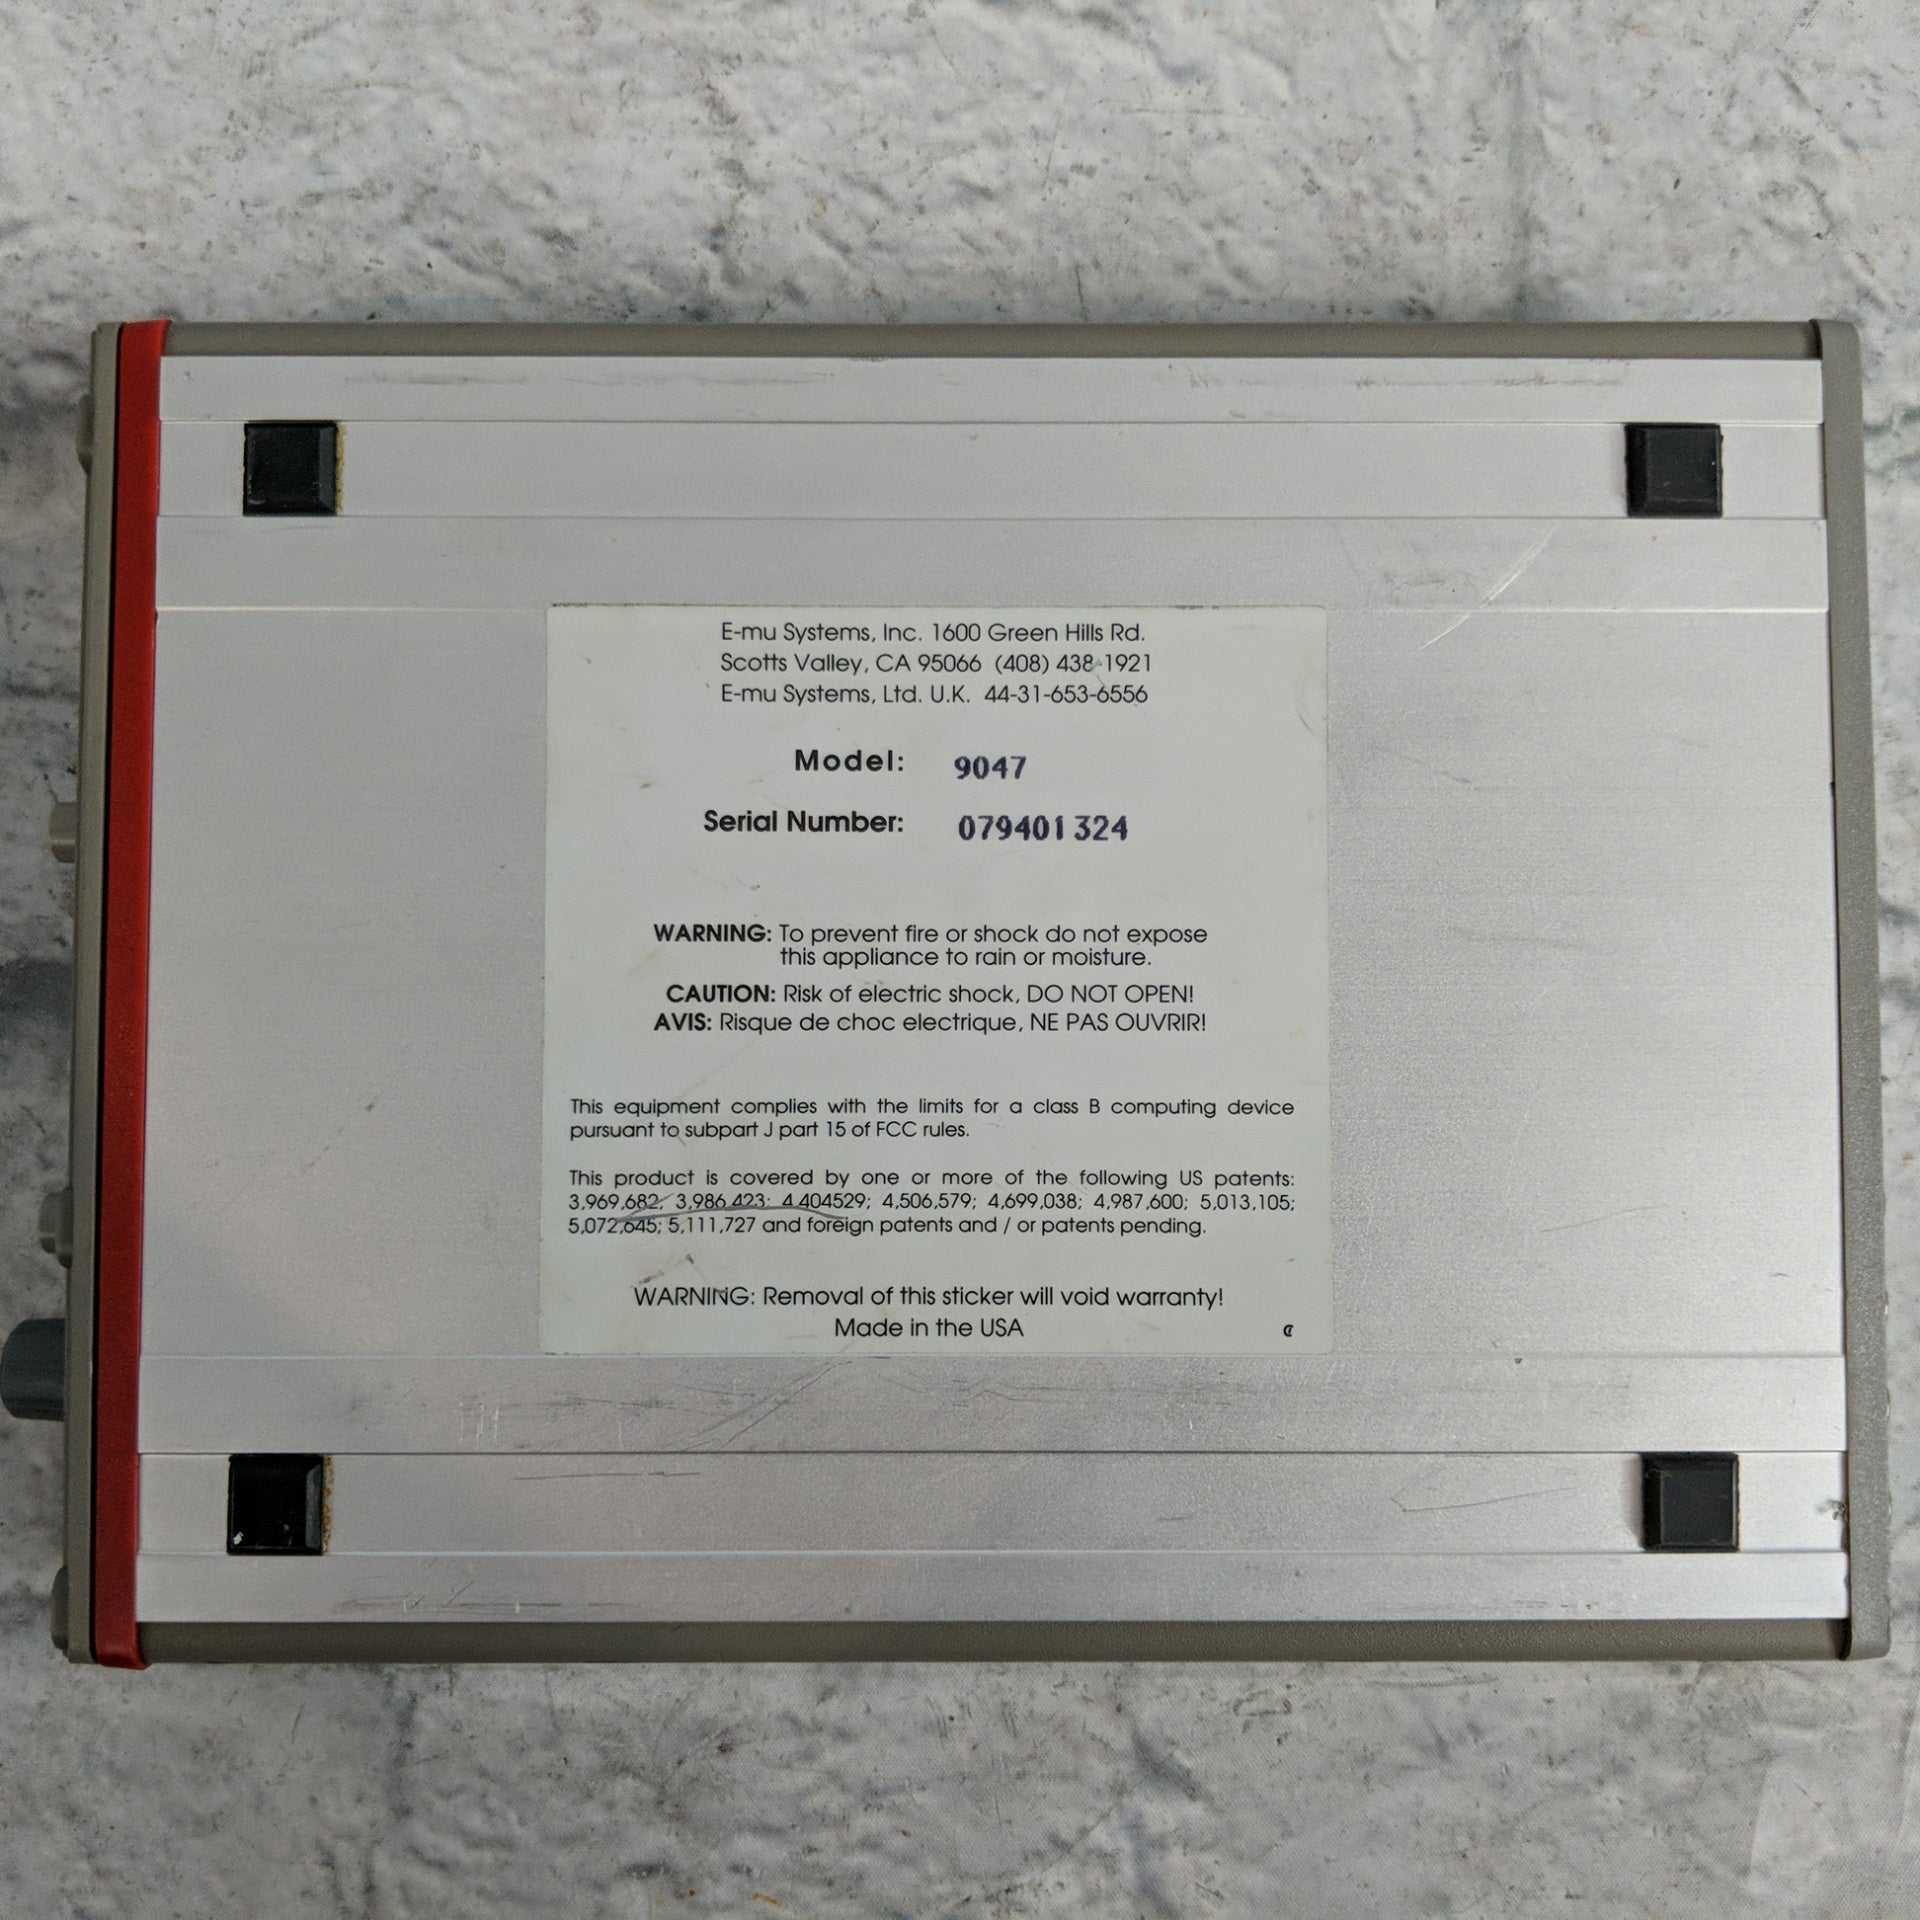 E-mu Systems, Inc. 1600 Green Hills Rd.
Scotts Valley, CA 95066 (408) 438-1921
E-mu Systems, Ltd. U.K. 44-31-653-6556
Model: 9047
Serial Number: 079401324
WARNING: To prevent fire or shock do not expose
this appliance to rain or moisture.
CAUTION: Risk of electric shock, DO NOT OPEN!
AVIS: Risque de choc electrique, NE PAS OUVRIR!
This equipment complies with the limits for a class B computing device
pursuant to subpart J part 15 of FCC rules.
This product is covered by one or more of the following US patents:
3,969,682; 3,986,423; 4,404529; 4,506,579; 4,699,038; 4,987,600; 5,013,105;
5,072,645; 5,111,727 and foreign patents and / or patents pending.
WARNING: Removal of this sticker will void warranty!
Made in the USA